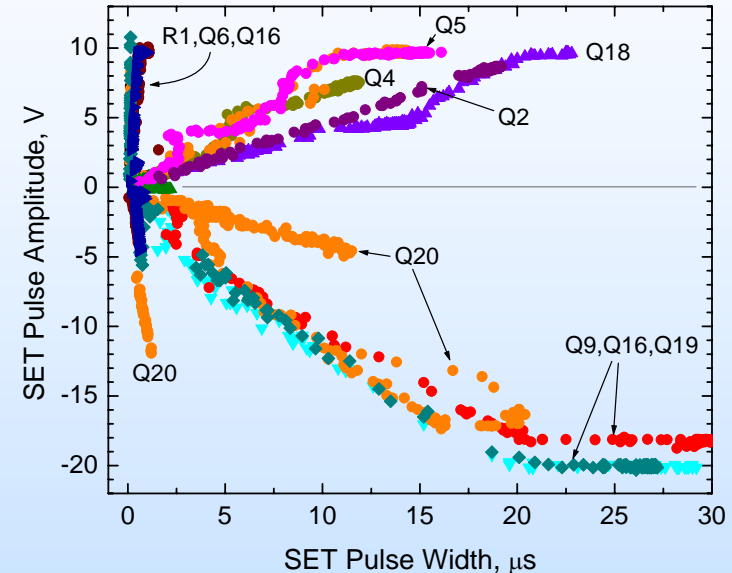 R1,Q6,Q16
Q5
Q18
Q4
Q2
Q20
Q20
Q9,Q16,Q19
10
5
0
-5
-10
-15
-20
SET Pulse Amplitude, V
0 5 10 15 20 25 30
SET Pulse Width, μs